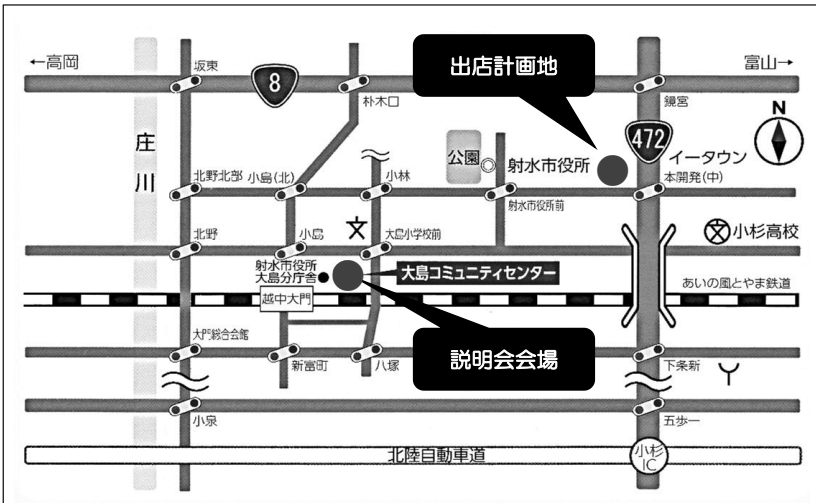 ←高岡
坂東
8
朴木口
出店計画地
富山→
鏡宮
N
庄川
472
公園
射水市役所
イータウン
北野北部
小島(北)
小林
射水市役所前
本開発(中)
北野
小島
文
大島小学校前
文
小杉高校
射水市役所
大島分庁舎
大島コミュニティセンター
あいの風とやま鉄道
越中大門
大門総合会館
新富町
八塚
説明会会場
下条新
小泉
五歩一
北陸自動車道
小杉
IC